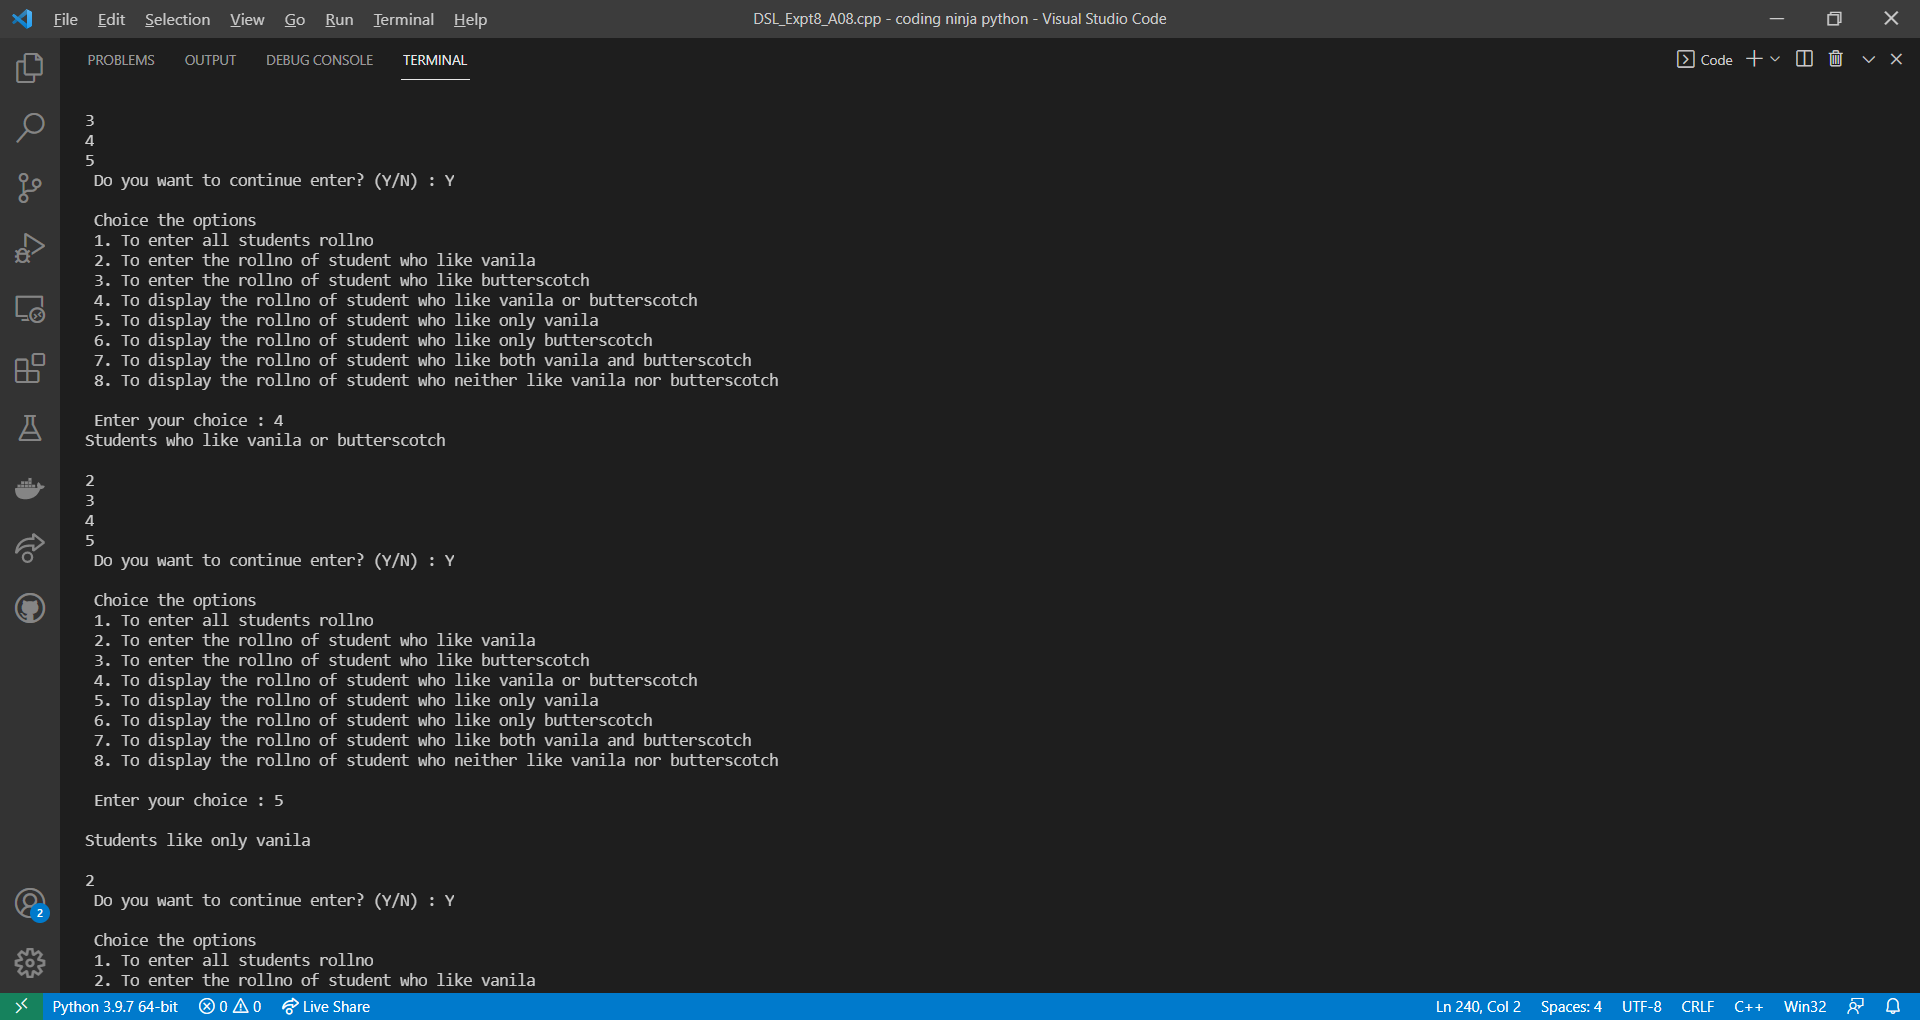 File Edit Selection View Go Run Terminal Help DSL_Expt8_A08.cpp - coding ninja python - Visual Studio Code
PROBLEMS OUTPUT DEBUG CONSOLE TERMINAL Code
3
4
5
Do you want to continue enter? (Y/N) : Y
Choice the options
1. To enter all students rollno
2. To enter the rollno of student who like vanila
3. To enter the rollno of student who like butterscotch
4. To display the rollno of student who like vanila or butterscotch
5. To display the rollno of student who like only vanila
6. To display the rollno of student who like only butterscotch
7. To display the rollno of student who like both vanila and butterscotch
8. To display the rollno of student who neither like vanila nor butterscotch
Enter your choice : 4
Students who like vanila or butterscotch
2
3
4
5
Do you want to continue enter? (Y/N) : Y
Choice the options
1. To enter all students rollno
2. To enter the rollno of student who like vanila
3. To enter the rollno of student who like butterscotch
4. To display the rollno of student who like vanila or butterscotch
5. To display the rollno of student who like only vanila
6. To display the rollno of student who like only butterscotch
7. To display the rollno of student who like both vanila and butterscotch
8. To display the rollno of student who neither like vanila nor butterscotch
Enter your choice : 5
Students like only vanila
2
Do you want to continue enter? (Y/N) : Y
Choice the options
1. To enter all students rollno
2. To enter the rollno of student who like vanila
2
Python 3.9.7 64-bit 0 0 Live Share Ln 240, Col 2 Spaces: 4 UTF-8 CRLF C++ Win32